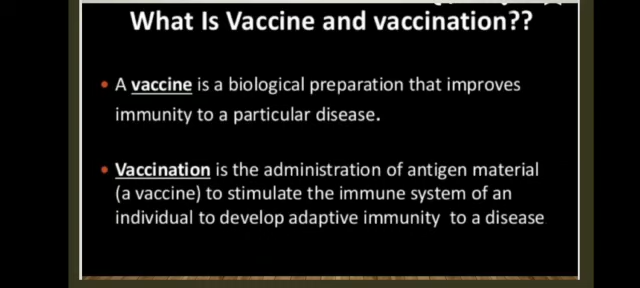 What Is Vaccine and vaccination??
• A vaccine is a biological preparation that improves
immunity to a particular disease.
• Vaccination is the administration of antigen material
(a vaccine) to stimulate the immune system of an
individual to develop adaptive immunity to a disease